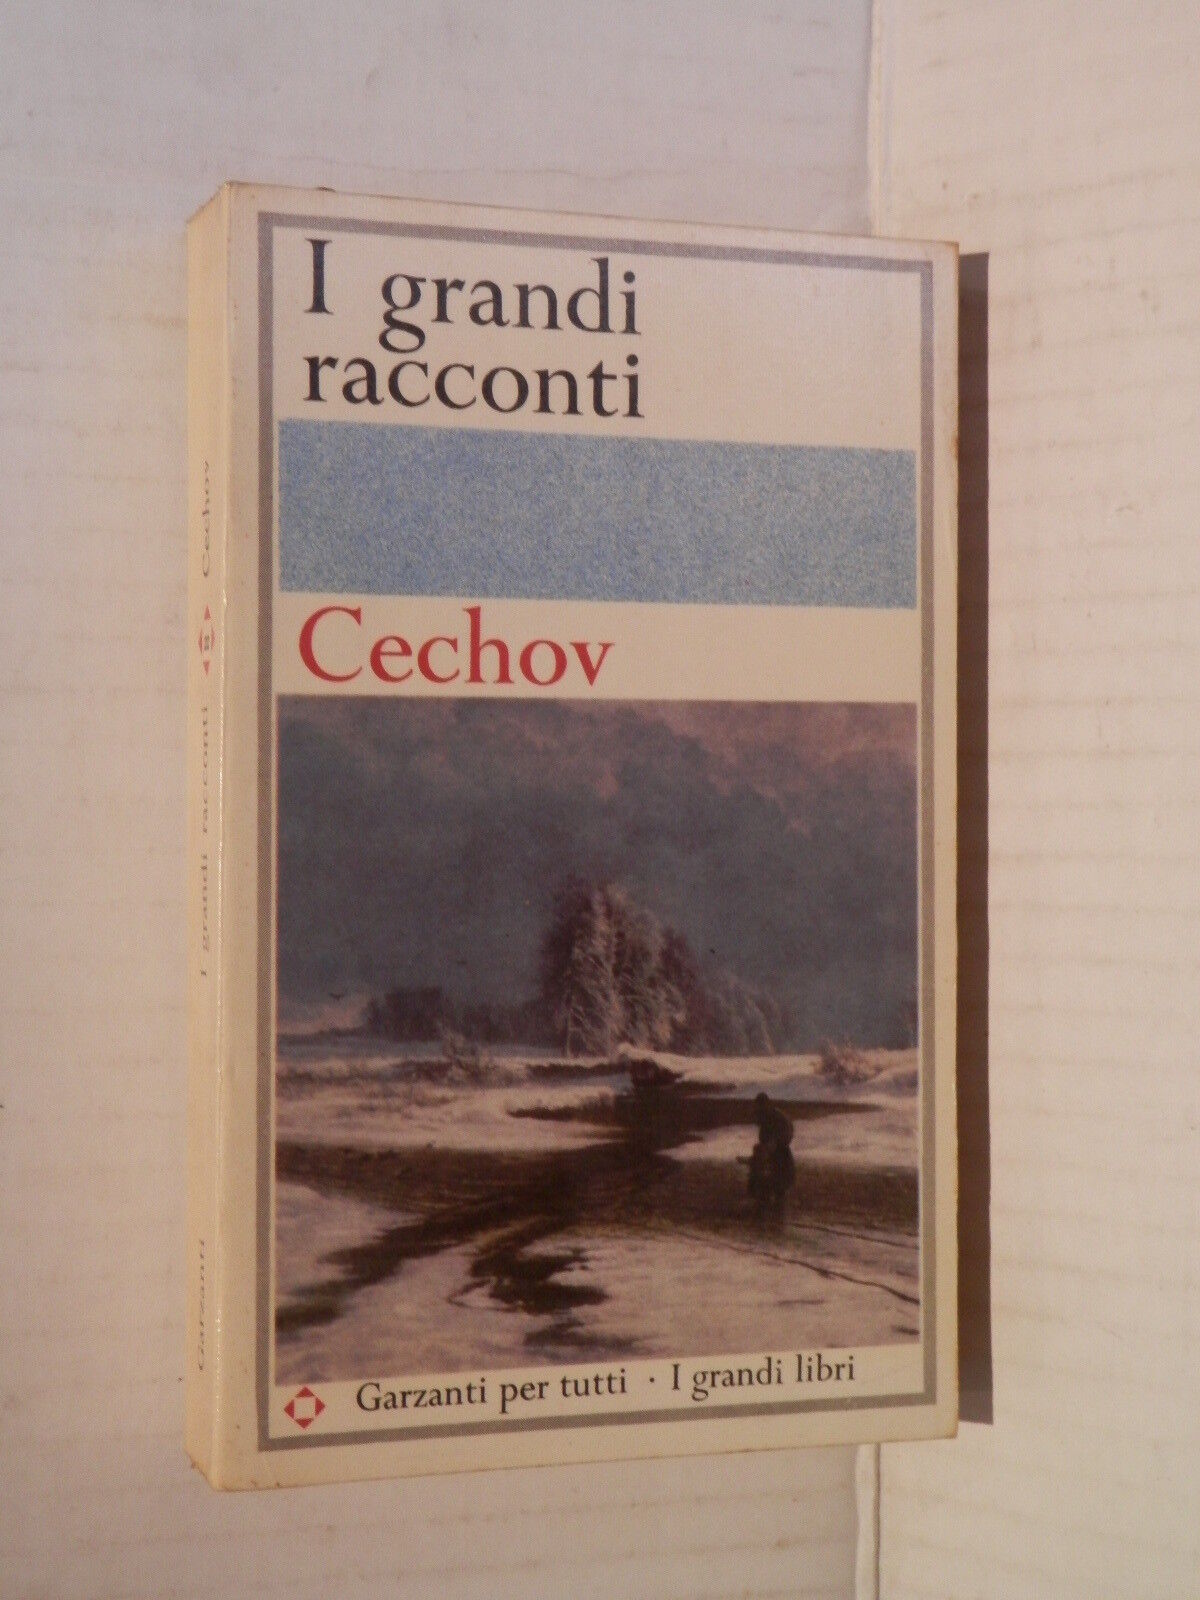 I grandi
racconti
Cechov
Garzanti per tutti · I grandi libri
Garzanti I grandi racconti Cechov